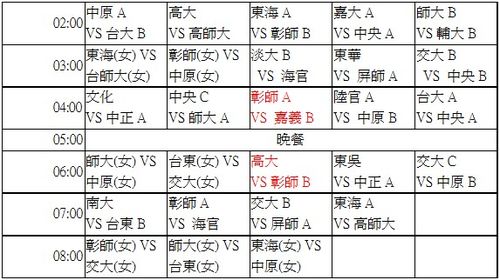 02:00 中原 A 高大 東海 A 嘉大 A 師大 B
VS 台大 B VS 高師大 VS 彰師 B VS 中央 A VS 輔大 B
03:00 東海(女) VS 彰師(女) VS 淡大 B 東華 交大 B
台師大(女) 中原(女) VS 海官 VS 屏師 A VS 中央 B
04:00 文化 中央 C 彰師 A 陸官 A 台大 A
VS 中正 A VS 師大 A VS 嘉義 B VS 中原 B VS 中央 A
05:00 晚餐
06:00 師大(女) VS 台東(女) VS 高大 東吳 交大 C
中原(女) 交大(女) VS 彰師 B VS 中正 A VS 中原 B
07:00 南大 彰師 A 交大 B 東海 A
VS 台東 B VS 海官 VS 屏師 A VS 高師大
08:00 彰師(女) VS 師大(女) VS 東海(女) VS
交大(女) 台東(女) 中原(女)